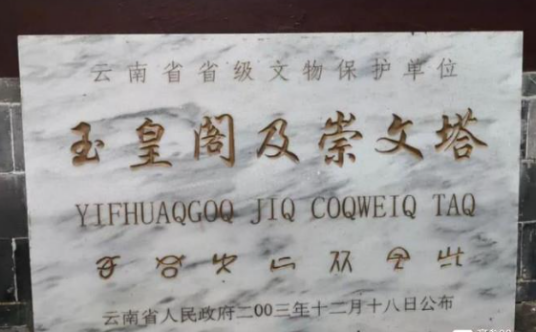 云南省省级文物保护单位
玉皇阁及崇文塔
YIFHUAQGOQ JIQ COQWEIQ TAQ
云南省人民政府二00三年十二月十八日公布